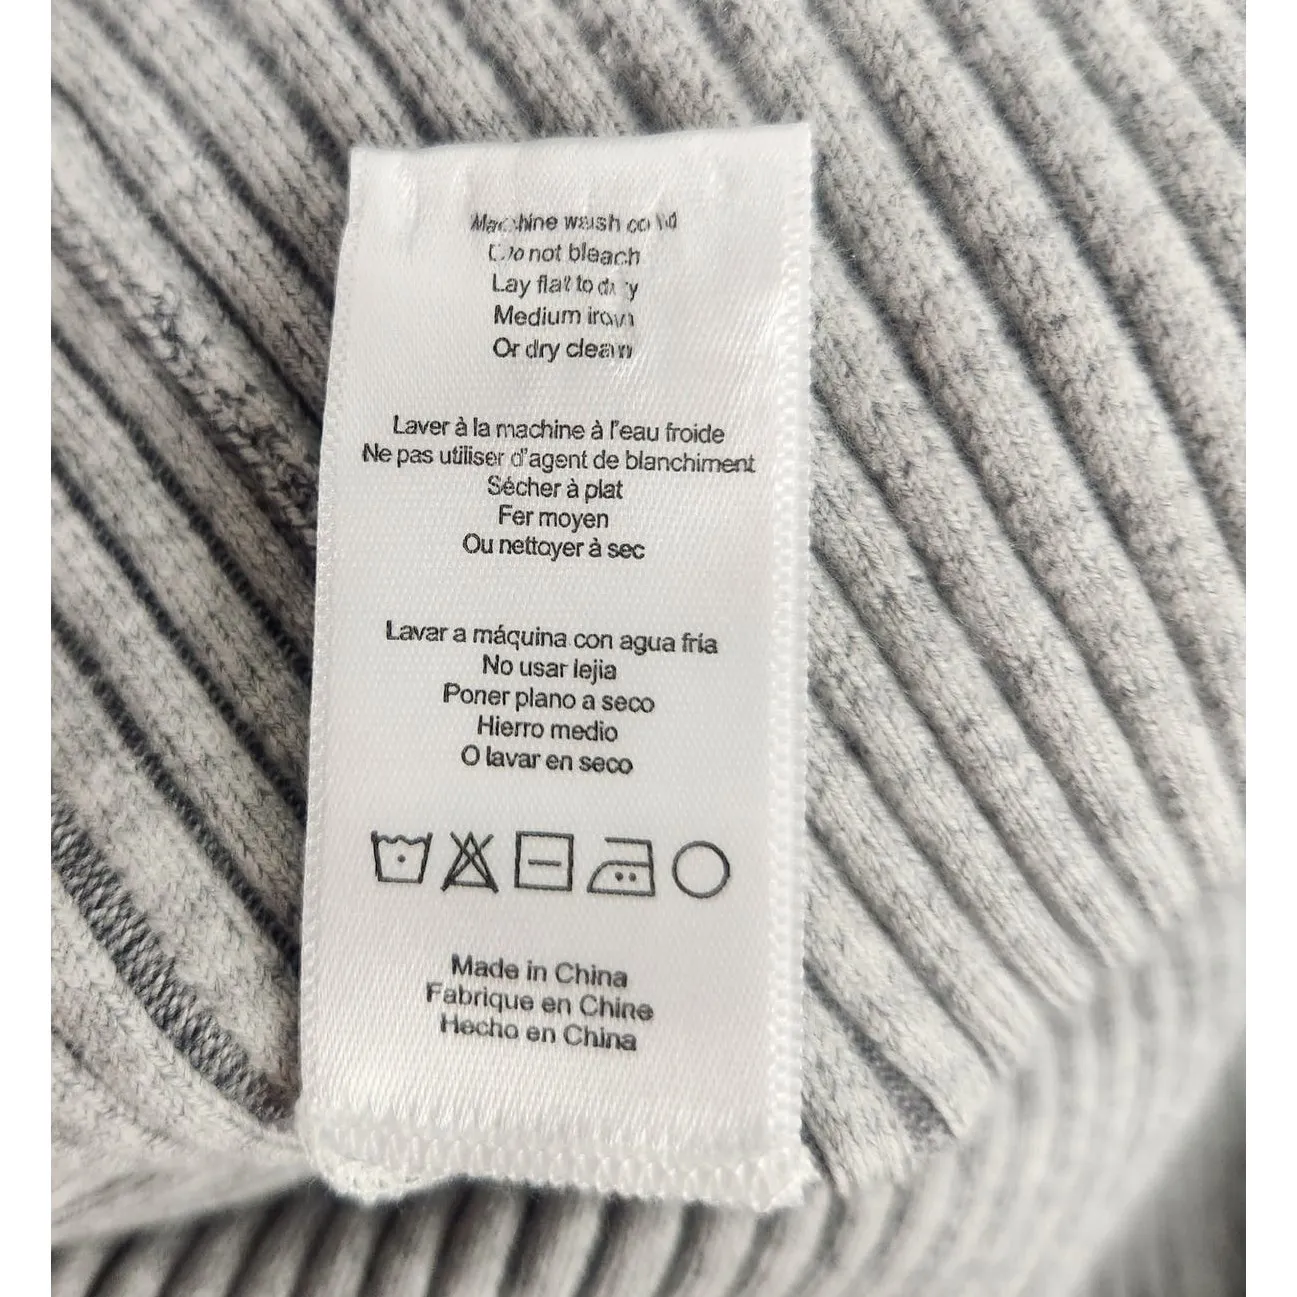 Machine wash cold
Do not bleach
Lay flat to dry
Medium iron
Or dry clean
Laver à la machine à l'eau froide
Ne pas utiliser d'agent de blanchiment
Sécher à plat
Fer moyen
Ou nettoyer à sec
Lavar a máquina con agua fría
No usar lejia
Poner plano a seco
Hierro medio
O lavar en seco
Made in China
Fabrique en Chine
Hecho en China